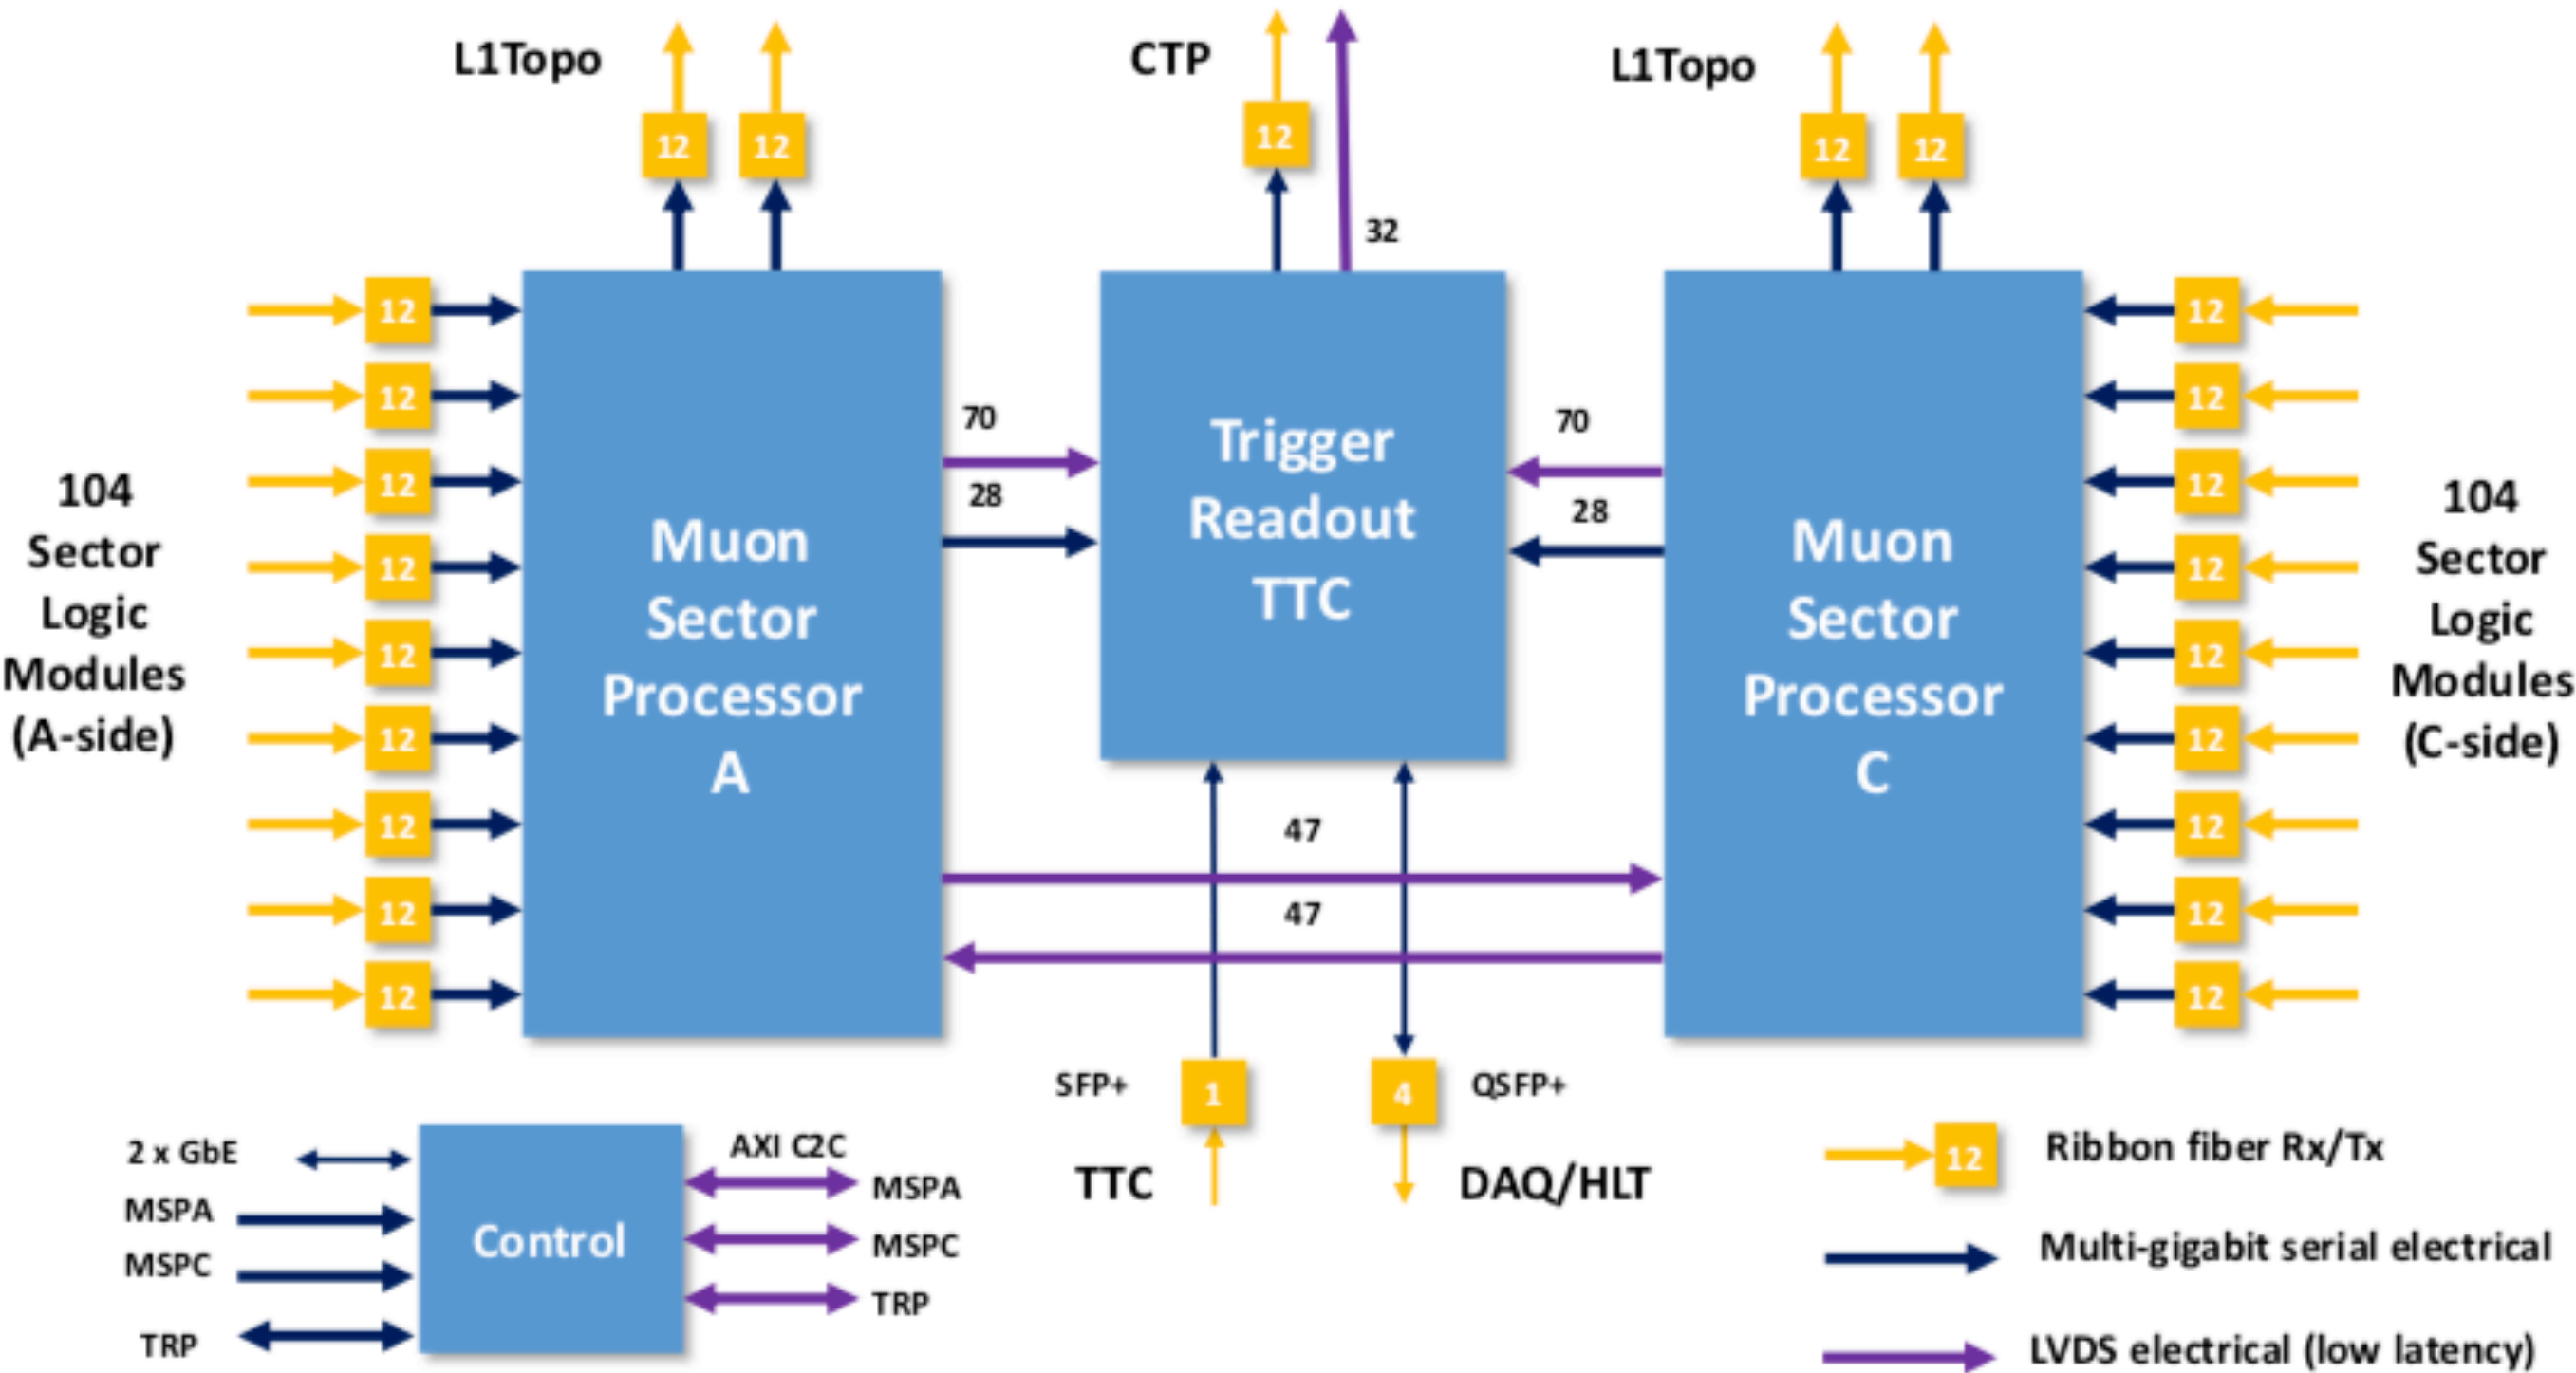 L1Topo
CTP
L1Topo
12
12
12
12
12
32
12
12
12
12
12
12
12
12
12
104
Sector
Logic
Modules
(A-side)
Muon
Sector
Processor
A
70
28
Trigger
Readout
TTC
70
28
Muon
Sector
Processor
C
12
12
12
12
12
12
12
12
12
104
Sector
Logic
Modules
(C-side)
47
47
SFP+
1
4
QSFP+
TTC
DAQ/HLT
2 x GbE
MSPA
MSPC
TRP
Control
AXI C2C
MSPA
MSPC
TRP
12
Ribbon fiber Rx/Tx
Multi-gigabit serial electrical
LVDS electrical (low latency)